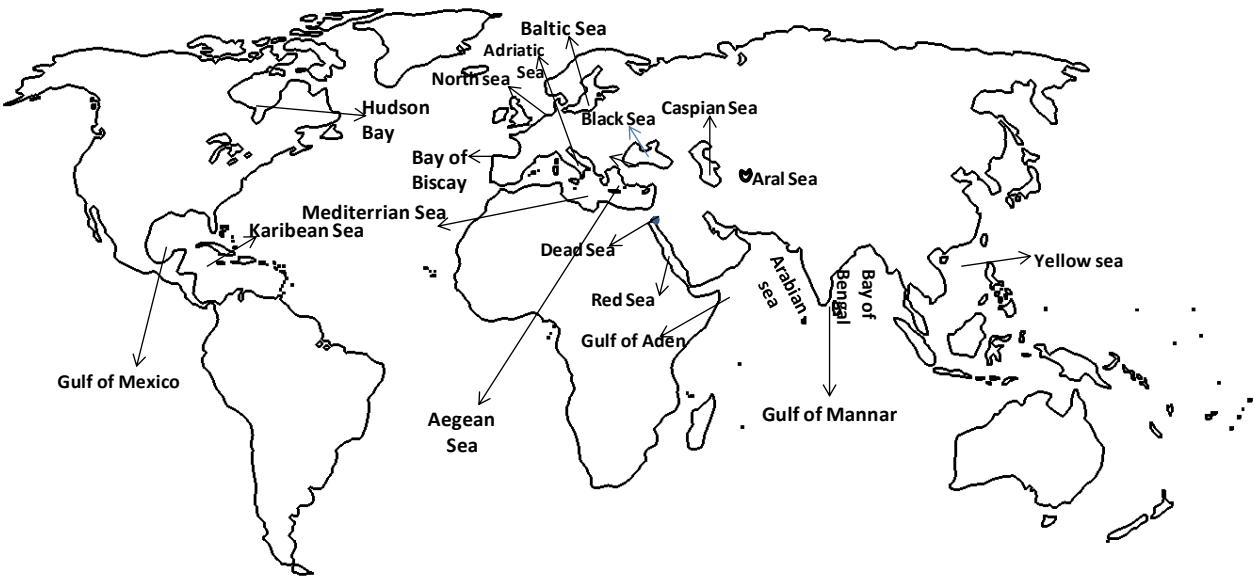 Baltic Sea
Adriatic
Sea
North sea
Hudson
Bay
Black Sea
Caspian Sea
Bay of
Biscay
Aral Sea
Mediterrian Sea
Karibean Sea
Dead Sea
Arabian
sea
Bay of
Bengal
Yellow sea
Red Sea
Gulf of Aden
Gulf of Mexico
Aegean
Sea
Gulf of Mannar